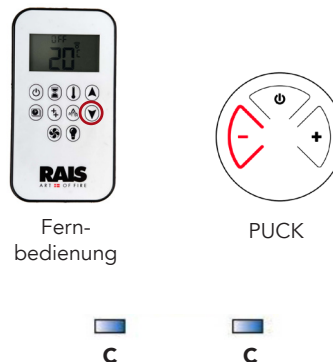 OFF
20
RAIS
ART OF FIRE
Fern-
bedienung
PUCK
C C